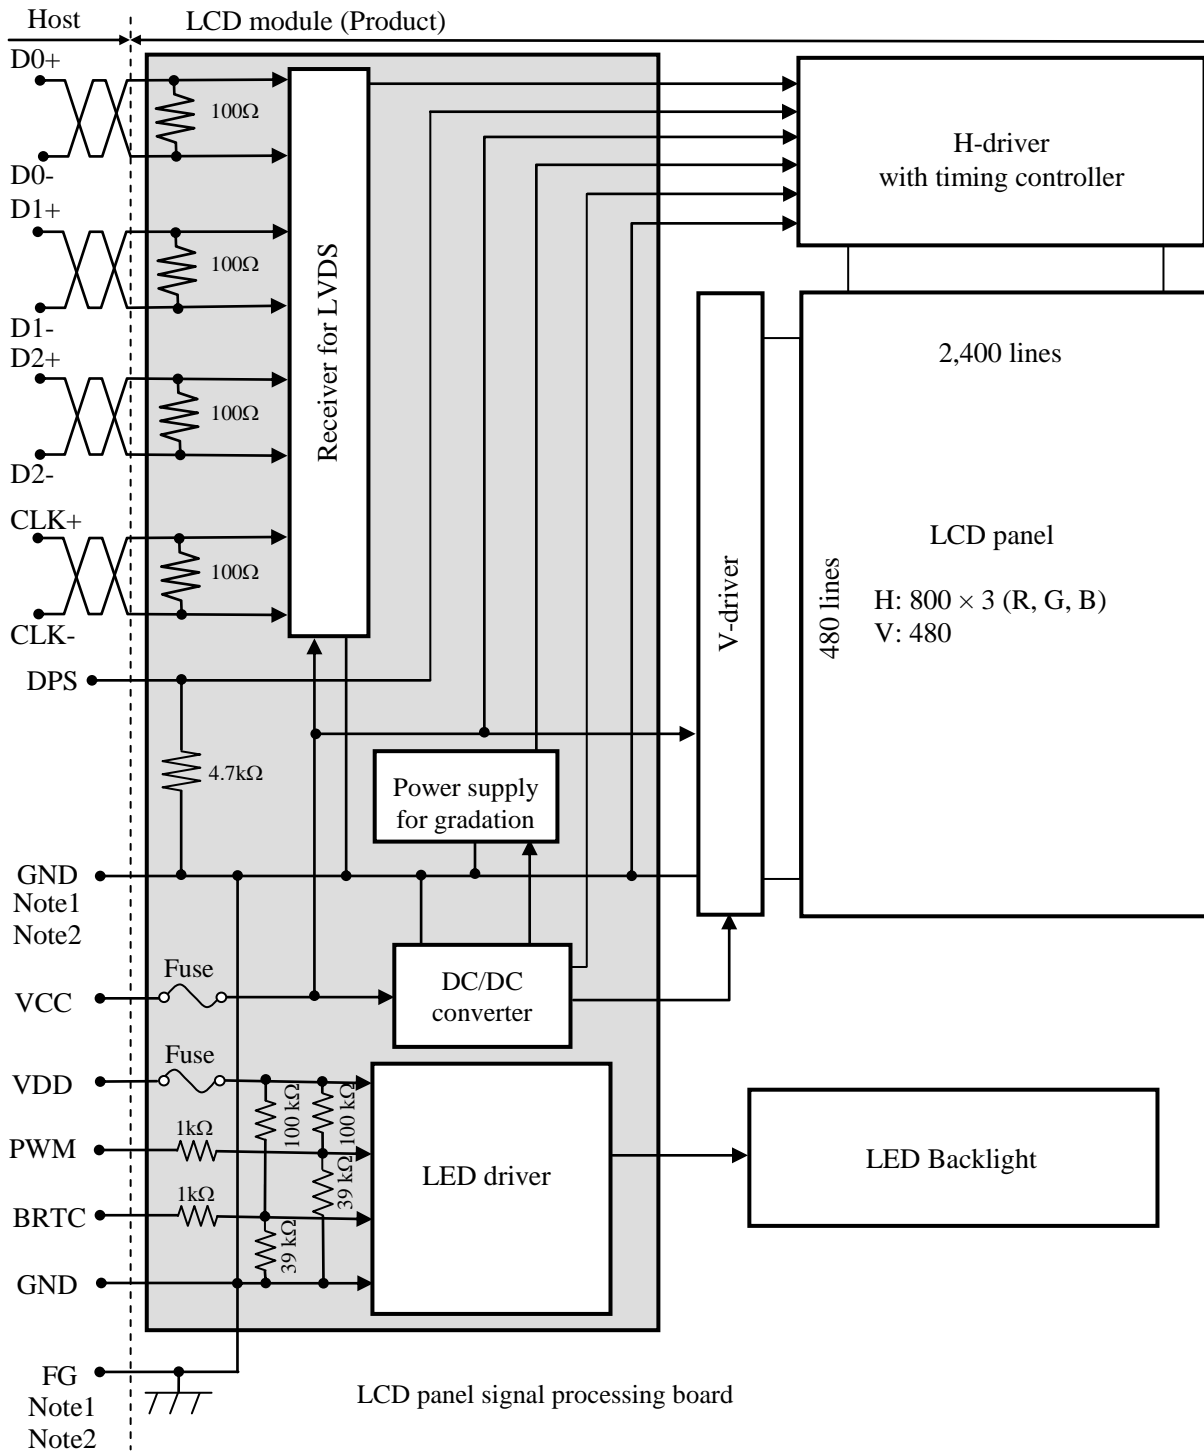 Host
LCD module (Product)
D0+
100Ω
D0-
D1+
100Ω
D1-
D2+
100Ω
D2-
CLK+
100Ω
CLK-
Receiver for LVDS
H-driver
with timing controller
2,400 lines
LCD panel
H: 800 × 3 (R, G, B)
V: 480
480 lines
V-driver
DPS
4.7kΩ
Power supply
for gradation
GND
Note1
Note2
Fuse
VCC
DC/DC
converter
Fuse
VDD
100 kΩ
100 kΩ
PWM
1kΩ
39 kΩ
BRTC
1kΩ
39 kΩ
LED driver
LED Backlight
GND
FG
Note1
Note2
LCD panel signal processing board